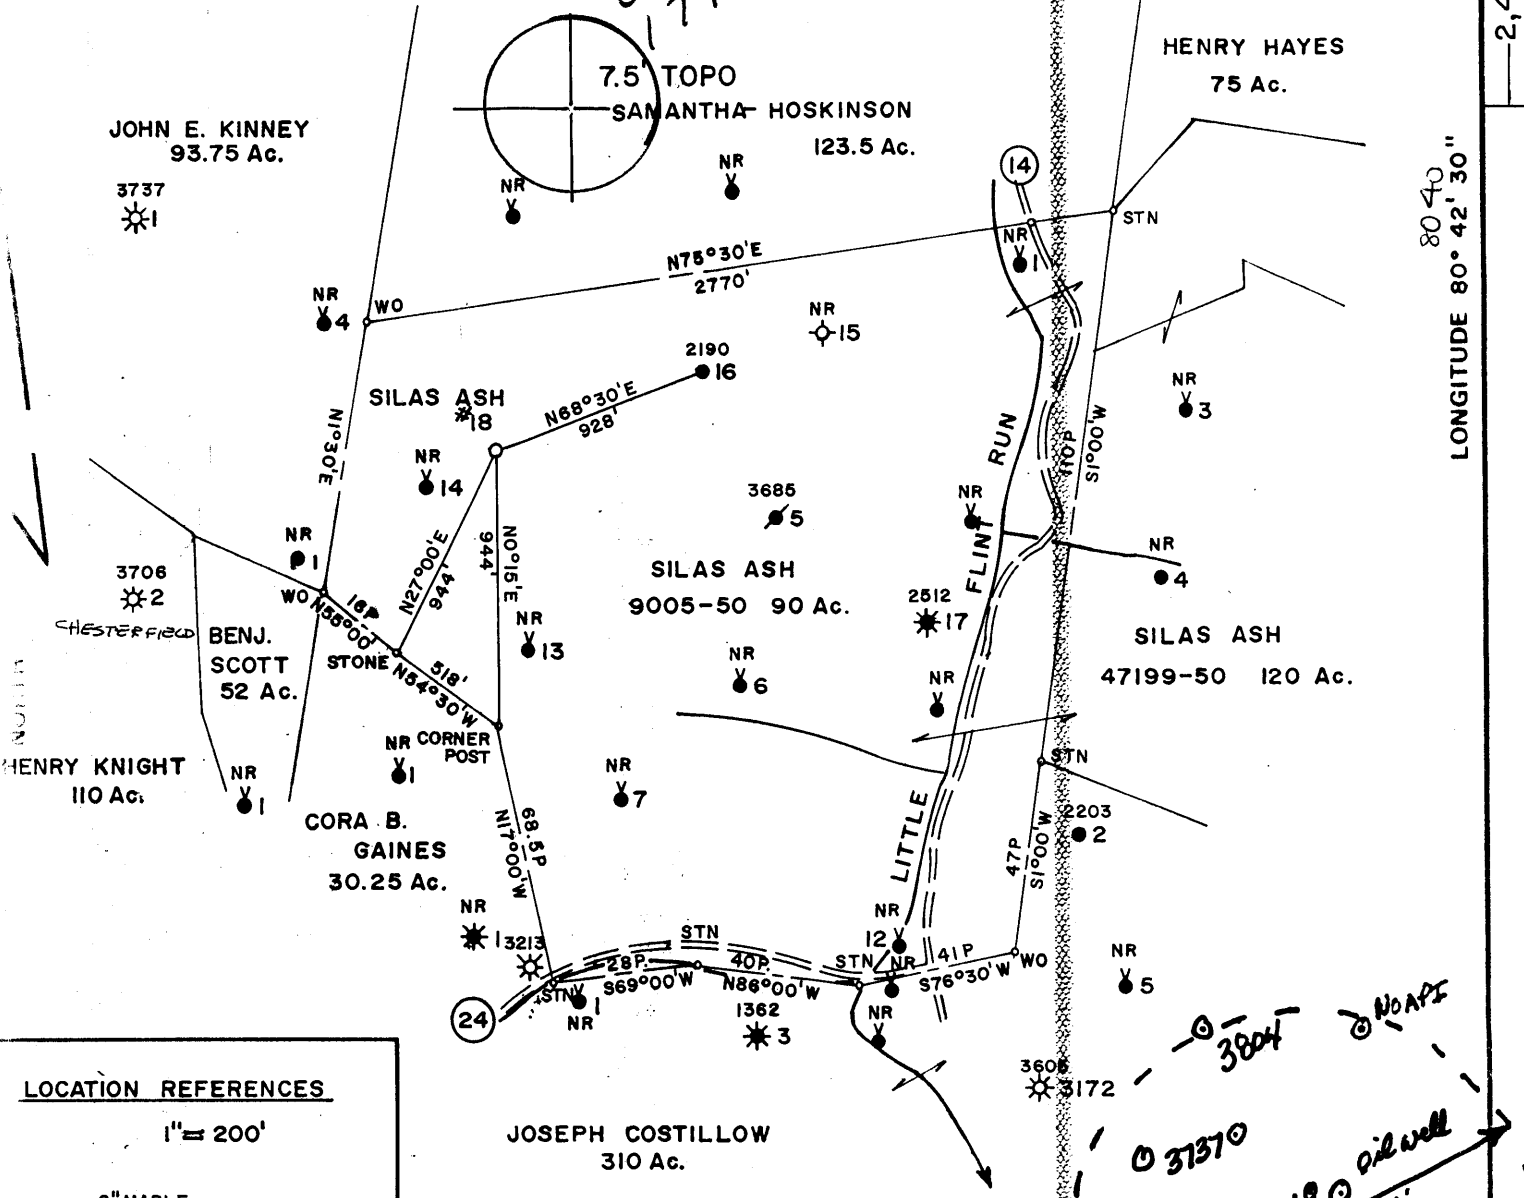 7.5' TOPO
SAMANTHA HOSKINSON
123.5 Ac.
HENRY HAYES
75 Ac.
JOHN E. KINNEY
93.75 Ac.
3737
1
NR
NR
14
STN
NR
1
N75°30'E
2770'
NR
4
WO
NR
15
2190
16
SILAS ASH
#18
N68°30'E
928'
N1°30'E
NR
14
NR
3
RUN
110P
S1°00'W
LONGITUDE 80° 42' 30"
8040
2,4
3685
5
NR
FLINT
NR
4
NR
1
3706
2
CHESTERFIELD
WO
16P
N55°00'
N27°00'E
944'
N0°15'E
944'
SILAS ASH
9005-50 90 Ac.
2512
17
BENJ.
SCOTT
52 Ac.
STONE
518'
N54°30'W
NR
13
NR
6
NR
SILAS ASH
47199-50 120 Ac.
NORTH
HENRY KNIGHT
110 Ac.
NR
1
NR
1
CORNER
POST
NR
7
STN
CORA B.
GAINES
30.25 Ac.
68.5P
N17°00'W
LITTLE
47P
S1°00'W
2203
2
NR
1
3213
STN
28P.
S69°00'W
STN
40P.
N86°00'W
NR
12
STN
NR
41P
S76°30'W
WO
NR
5
24
NR
1
1362
3
NR
3605
3172
3804
NO API
3737
oil well
LOCATION REFERENCES
1" = 200'
JOSEPH COSTILLOW
310 Ac.